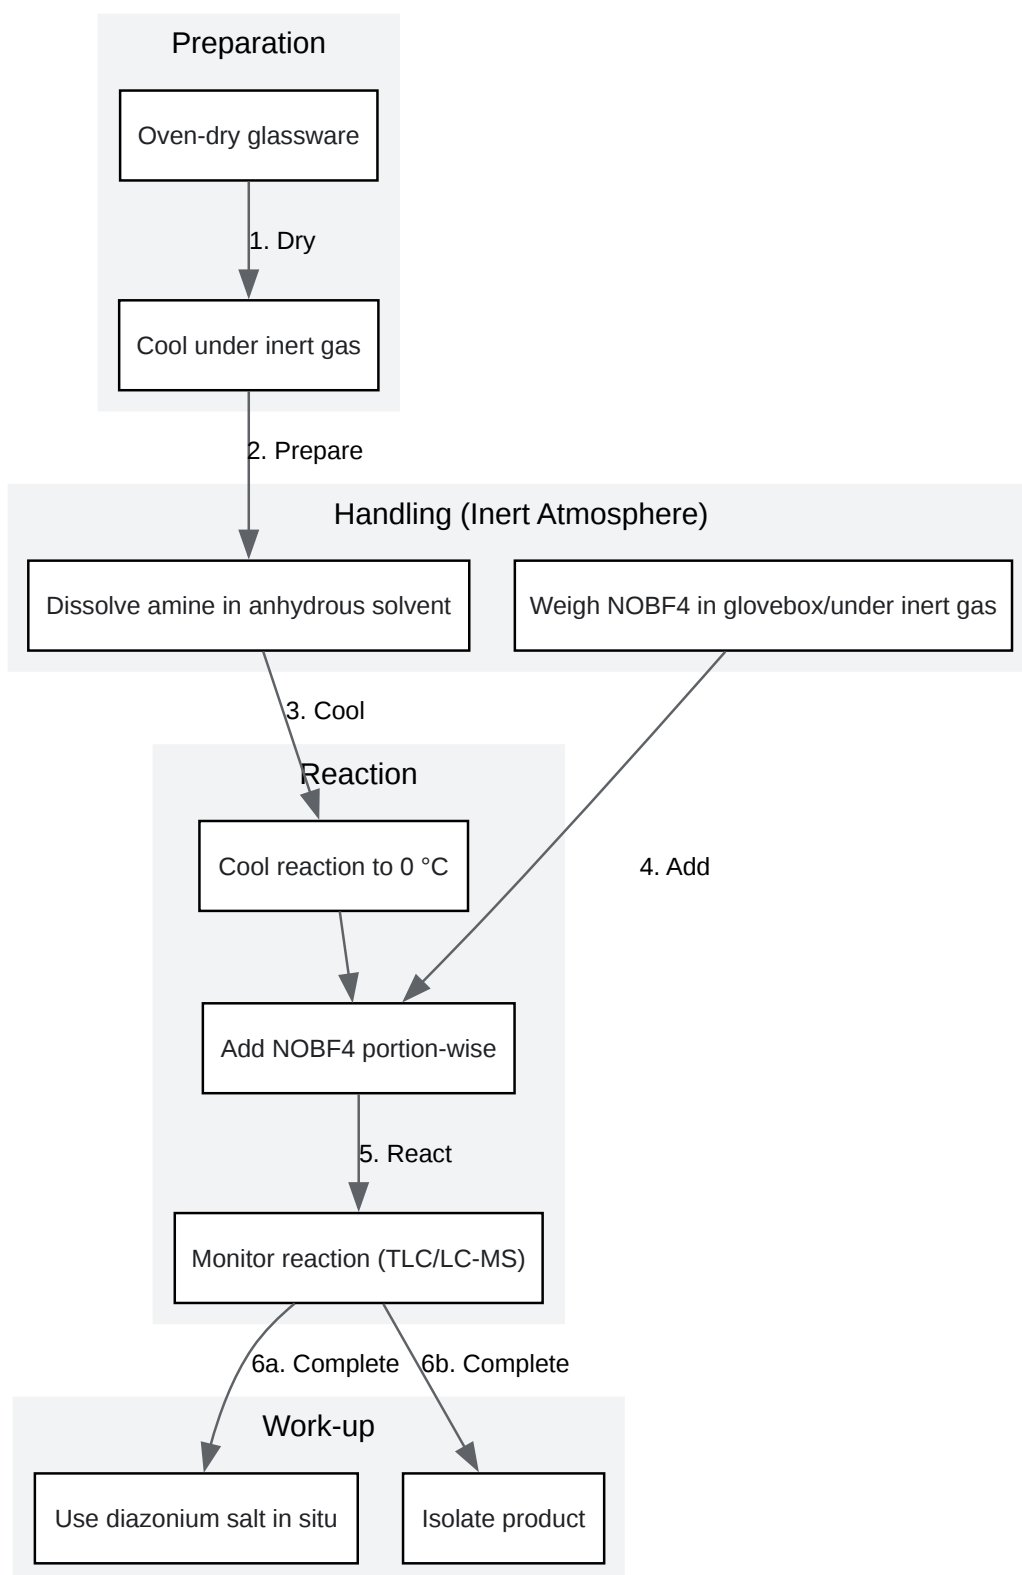 Preparation
Oven-dry glassware
1. Dry
Cool under inert gas
2. Prepare
Handling (Inert Atmosphere)
Dissolve amine in anhydrous solvent
Weigh NOBF4 in glovebox/under inert gas
3. Cool
Reaction
Cool reaction to 0 °C
4. Add
Add NOBF4 portion-wise
5. React
Monitor reaction (TLC/LC-MS)
6a. Complete
6b. Complete
Work-up
Use diazonium salt in situ
Isolate product